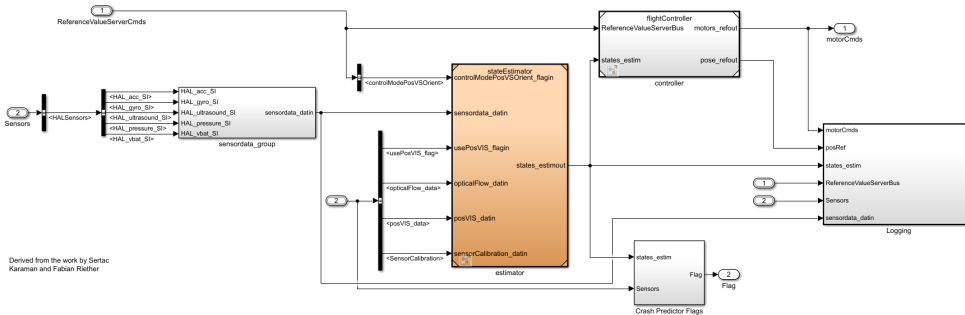 1
ReferenceValueServerCmds
flightController
ReferenceValueServerBus
motors_refout
states_estim
pose_refout
controller
1
motorCmds
<controlModePosVSOrient>
stateEstimator
controlModePosVSOrient_flagin
sensordata_datin
usePosVIS_flagin
opticalFlow_datin
posVIS_datin
sensorCalibration_datin
states_estimout
estimator
2
Sensors
<HALSensors>
<HAL_acc_SI>
<HAL_gyro_SI>
<HAL_ultrasound_SI>
<HAL_pressure_SI>
<HAL_vbat_SI>
HAL_acc_SI
HAL_gyro_SI
HAL_ultrasound_SI
HAL_pressure_SI
HAL_vbat_SI
sensordata_datin
sensordata_group
<usePosVIS_flag>
<opticalFlow_data>
<posVIS_data>
<SensorCalibration>
2
motorCmds
posRef
states_estim
1
ReferenceValueServerBus
2
Sensors
sensordata_datin
Logging
Derived from the work by Sertac
Karaman and Fabian Riether
states_estim
Flag
Sensors
Crash Predictor Flags
2
Flag